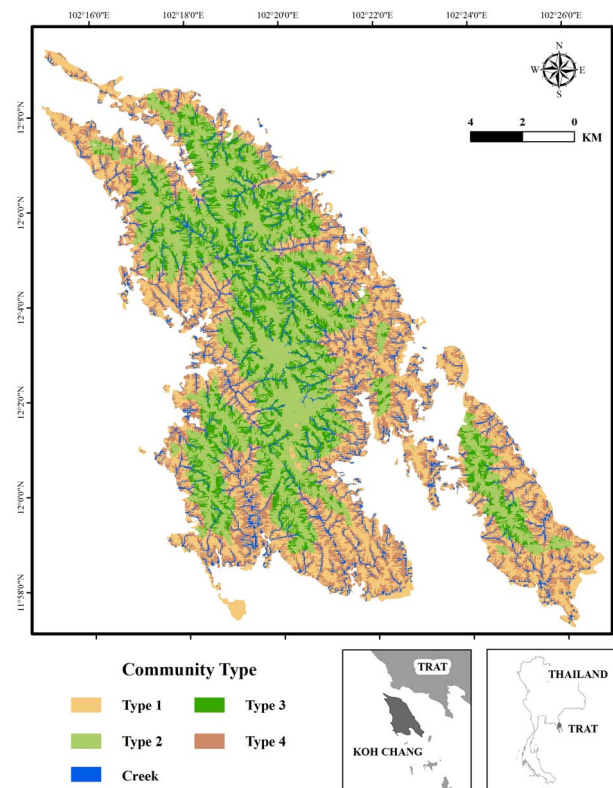 102°16'0"E 102°18'0"E 102°20'0"E 102°22'0"E 102°24'0"E 102°26'0"E
N
W E
S
12°8'0"N
4 2 0
KM
12°6'0"N
12°4'0"N
12°2'0"N
12°0'0"N
11°58'0"N
Community Type
Type 1 Type 3
Type 2 Type 4
Creek
TRAT
KOH CHANG
THAILAND
TRAT